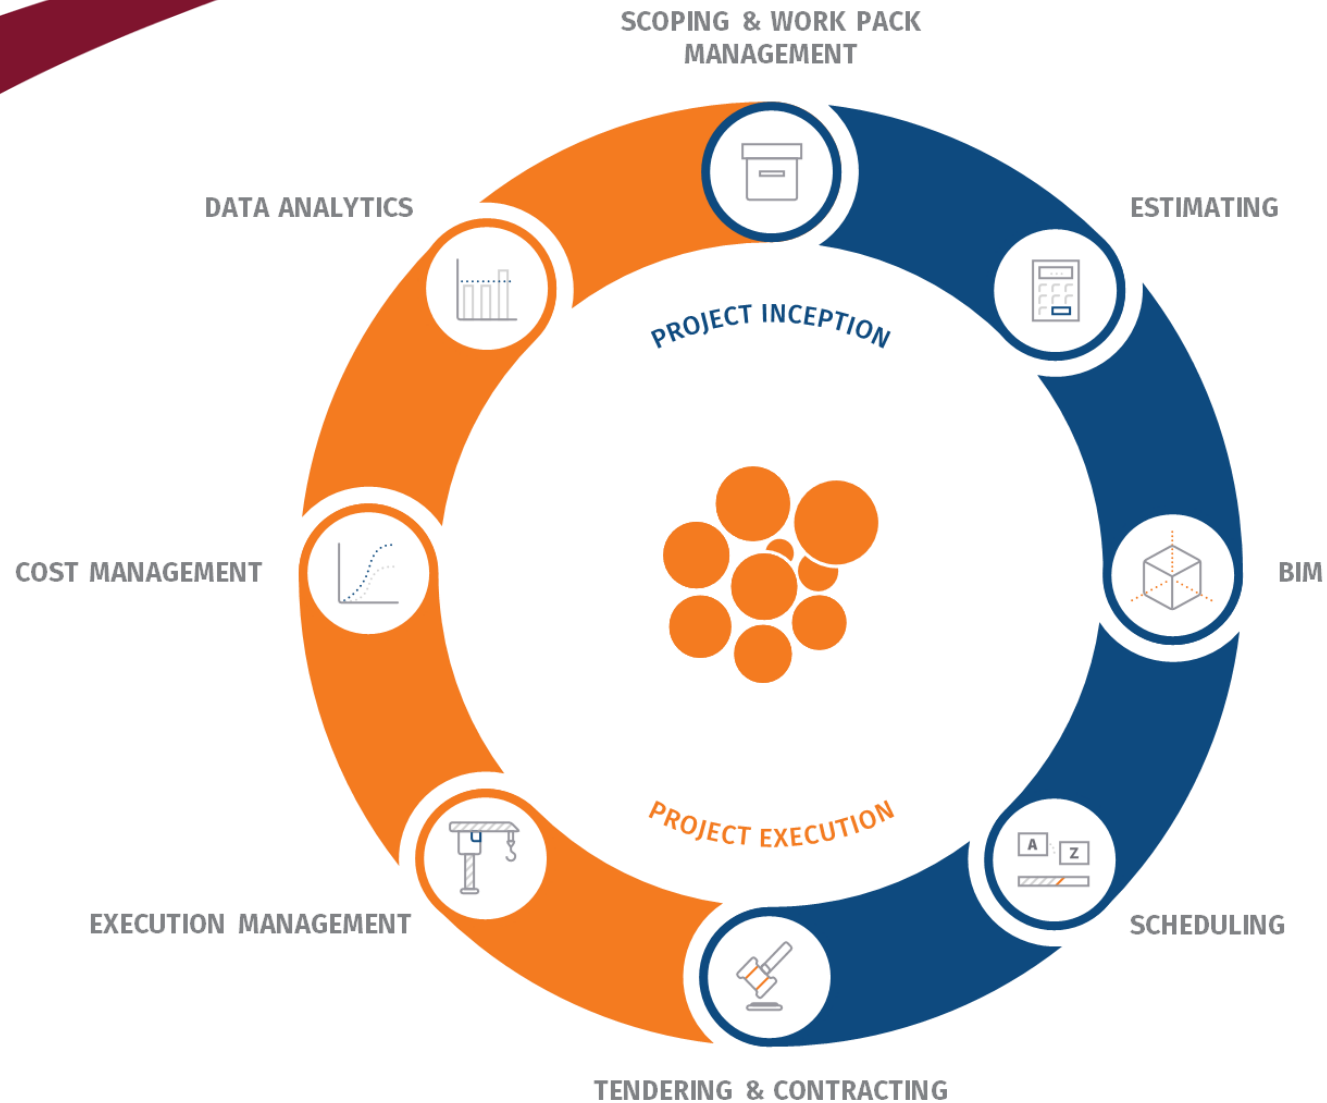 SCOPING & WORK PACK
MANAGEMENT
DATA ANALYTICS
ESTIMATING
PROJECT INCEPTION
COST MANAGEMENT
BIM
PROJECT EXECUTION
A
Z
EXECUTION MANAGEMENT
SCHEDULING
TENDERING & CONTRACTING